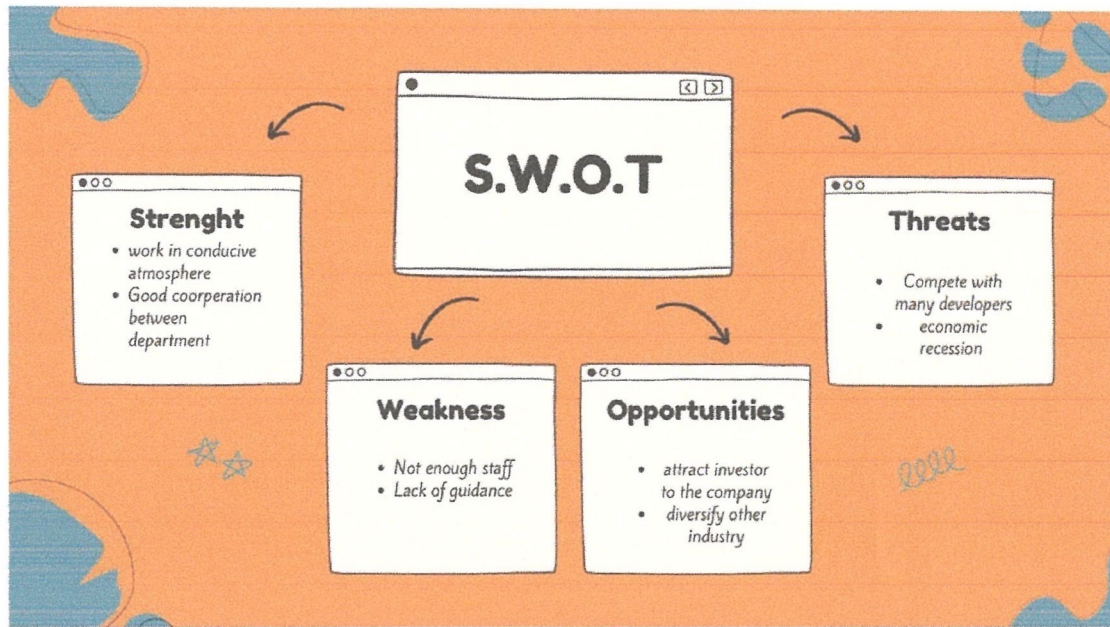 S.W.O.T
Strenght
• work in conducive
atmosphere
• Good coorperation
between
department
Weakness
• Not enough staff
• Lack of guidance
Opportunities
• attract investor
to the company
• diversify other
industry
Threats
• Compete with
many developers
• economic
recession